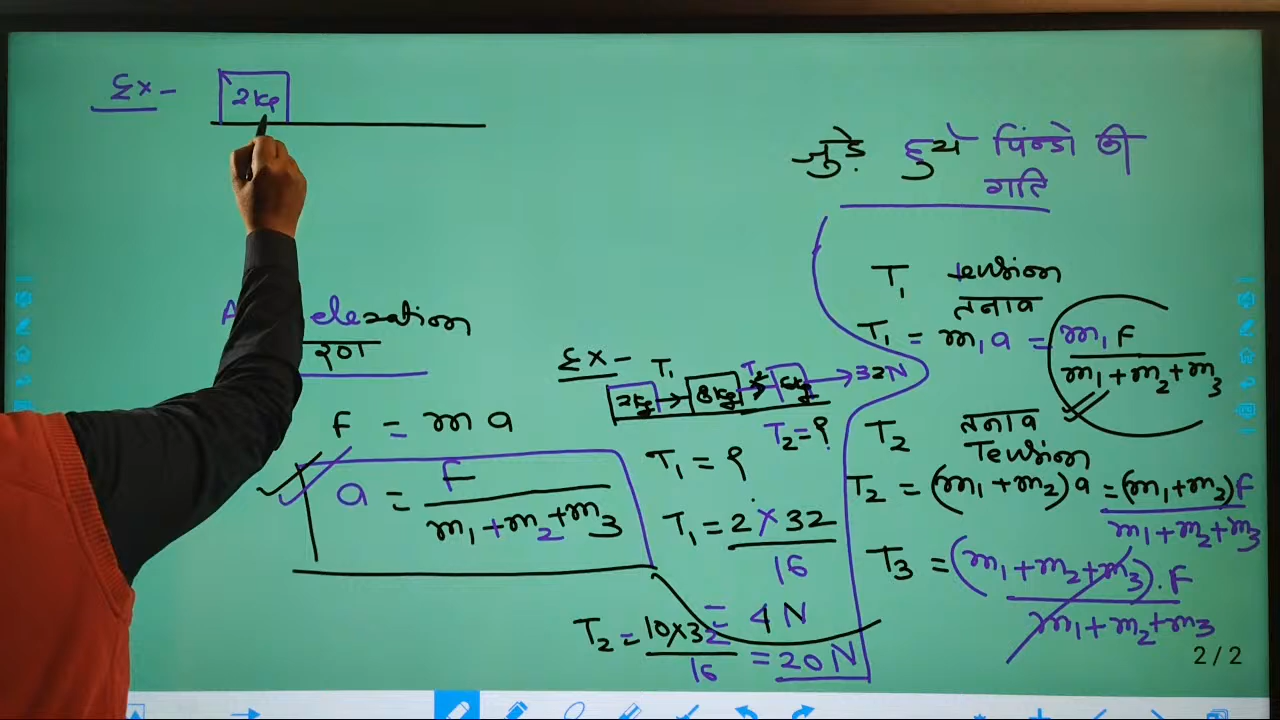 Ex - 2Kg
जुड़े हुये पिंन्डो की
गति
T₁ tension
तनाव
T₁ = m₁a = m₁F / m₁+m₂+m₃
T₂ तनाव
Tension
T₂ = (m₁+m₂)a = (m₁+m₂)F / m₁+m₂+m₃
T₃ = (m₁+m₂+m₃).F / m₁+m₂+m₃
F = ma
a = F / m₁+m₂+m₃
Ex - T₁
2Kg 8Kg 6Kg 32N
T₂=?
T₁ = ?
T₁ = 2×32 / 16
= 4N
T₂ = 10×32 / 16 = 20N
2/2